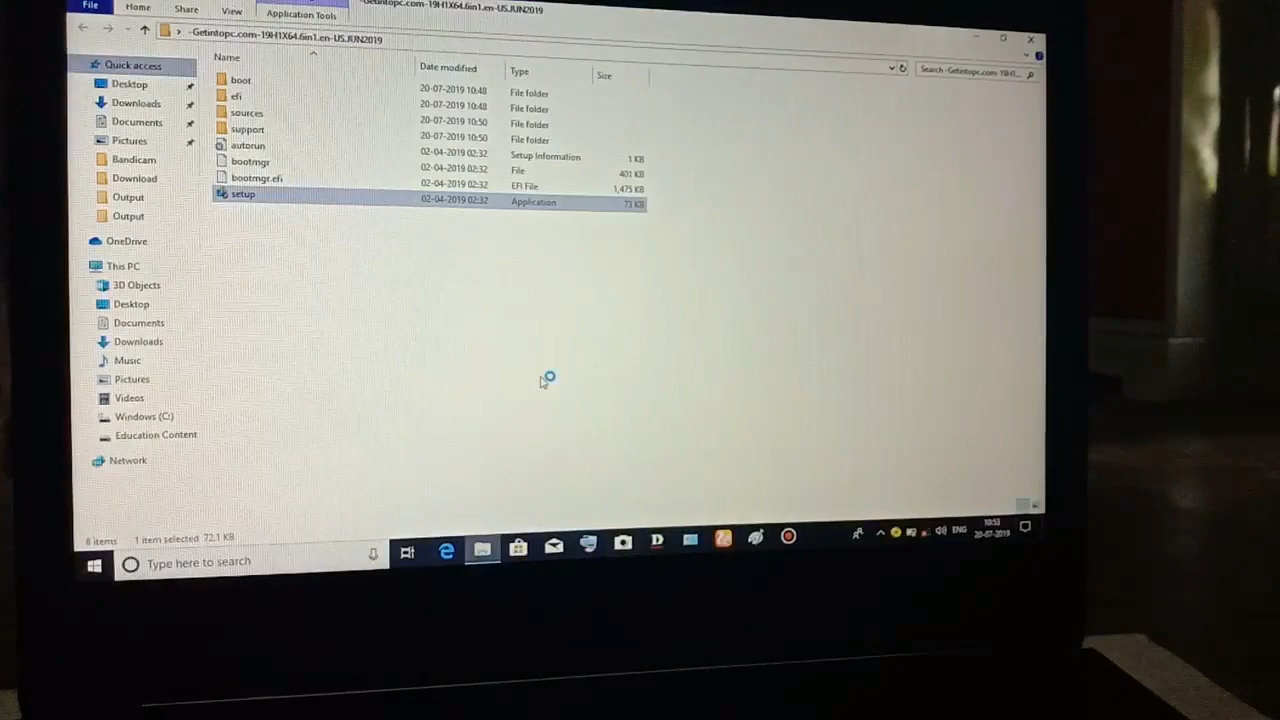 -Getintopc.com-19H1X64.6in1.en-US.JUN2019
File Home Share View Application Tools
-Getintopc.com-19H1X64.6in1.en-US.JUN2019
Search -Getintopc.com-19H1...
Name Date modified Type Size
boot 20-07-2019 10:48 File folder
efi 20-07-2019 10:48 File folder
sources 20-07-2019 10:50 File folder
support 20-07-2019 10:50 File folder
autorun 02-04-2019 02:32 Setup Information 1 KB
bootmgr 02-04-2019 02:32 File 401 KB
bootmgr.efi 02-04-2019 02:32 EFI File 1,475 KB
setup 02-04-2019 02:32 Application 73 KB
Quick access
Desktop
Downloads
Documents
Pictures
Bandicam
Download
Output
Output
OneDrive
This PC
3D Objects
Desktop
Documents
Downloads
Music
Pictures
Videos
Windows (C:)
Education Content
Network
8 items 1 item selected 72.1 KB
Type here to search
D
ENG
10:53
20-07-2019